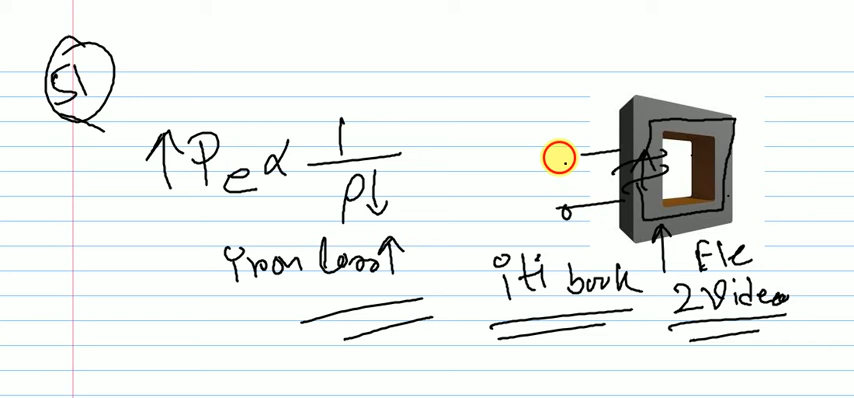 51
↑ Pe ∝ 1/ρ↓
iron loss↑
iti book
Ele
2 Video